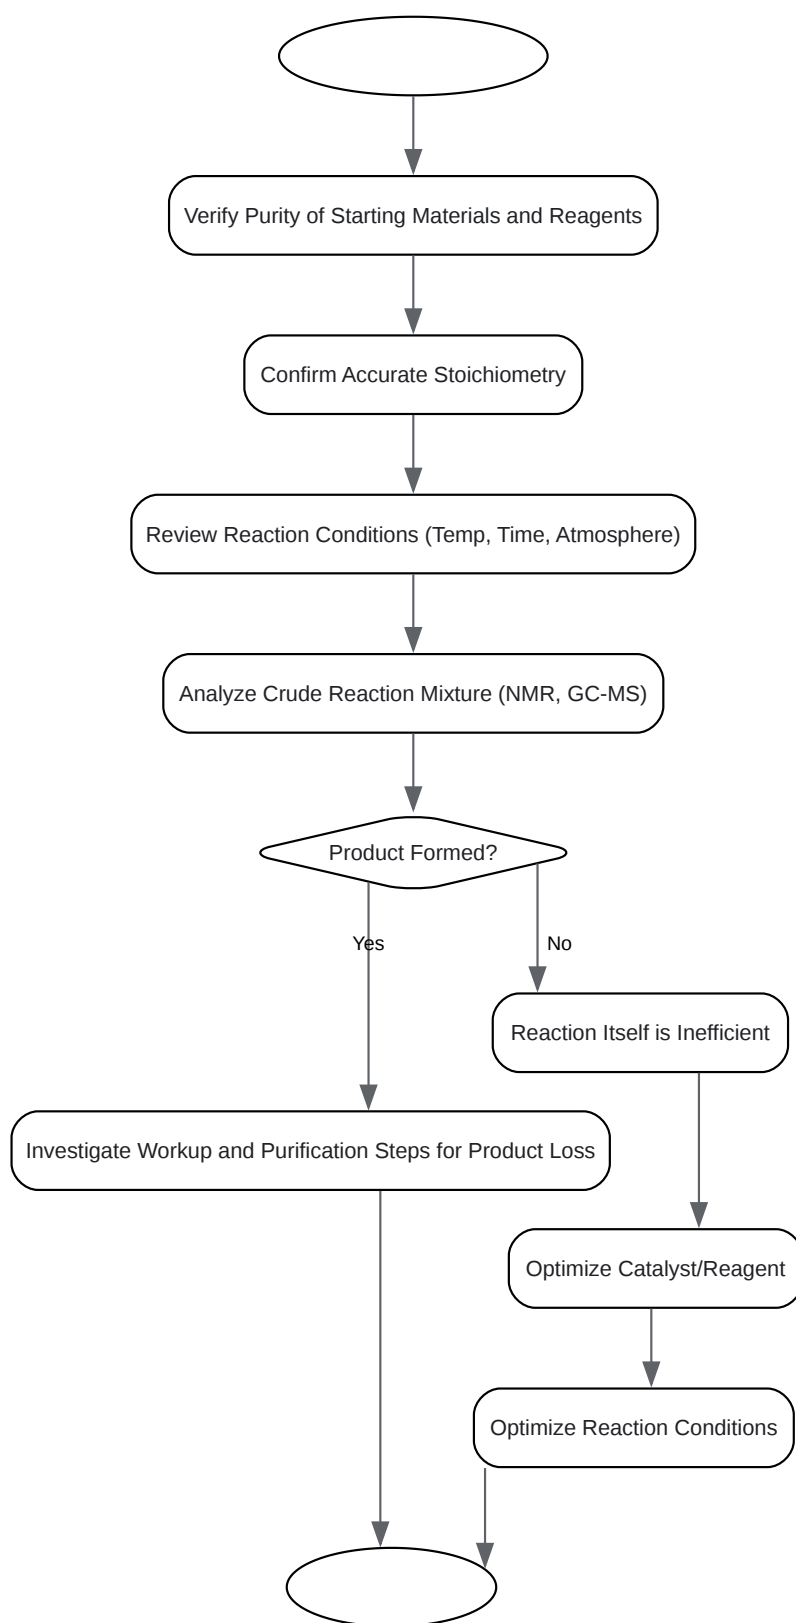 Verify Purity of Starting Materials and Reagents
Confirm Accurate Stoichiometry
Review Reaction Conditions (Temp, Time, Atmosphere)
Analyze Crude Reaction Mixture (NMR, GC-MS)
Product Formed?
Yes
No
Reaction Itself is Inefficient
Investigate Workup and Purification Steps for Product Loss
Optimize Catalyst/Reagent
Optimize Reaction Conditions